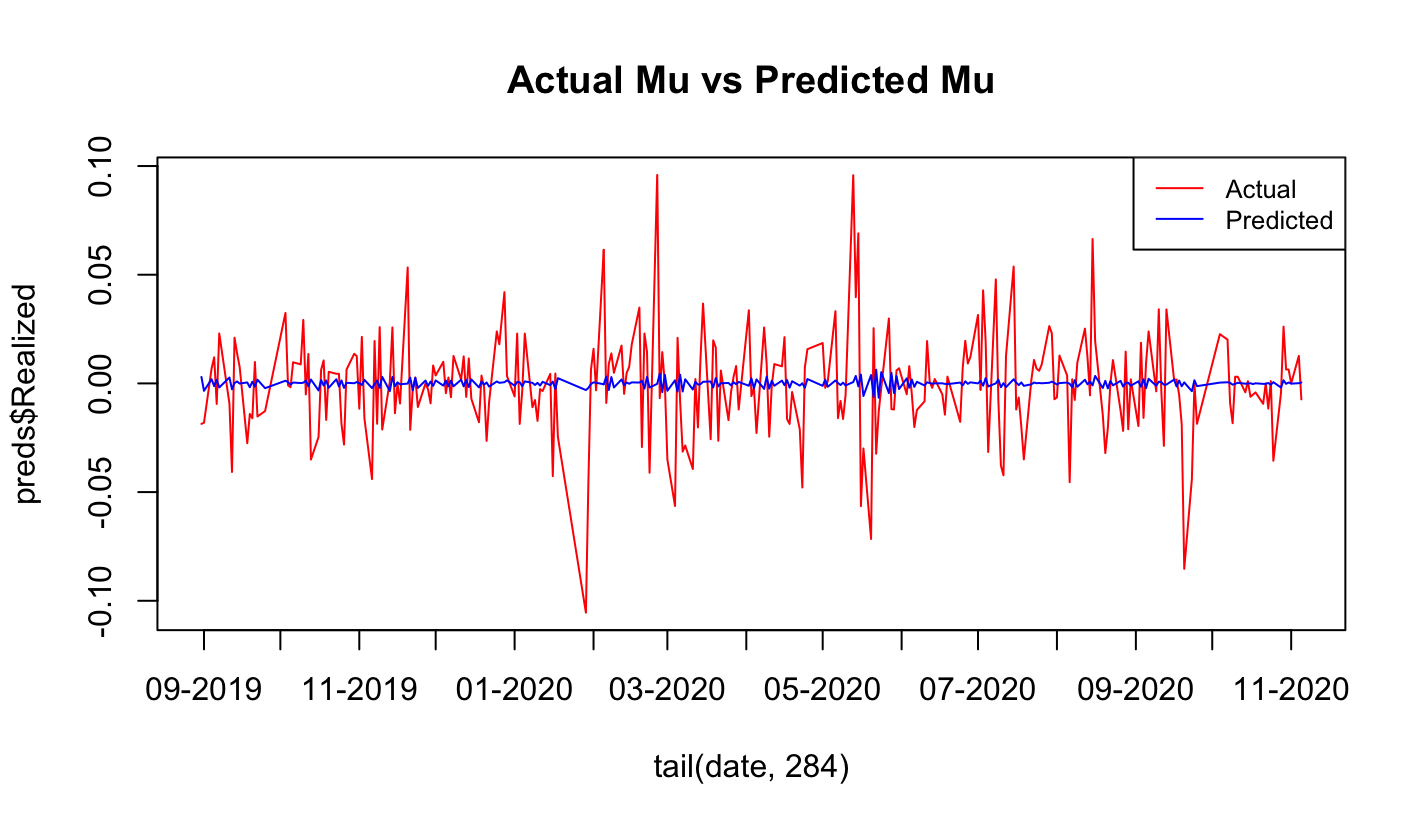 Actual Mu vs Predicted Mu
Actual
Predicted
preds$Realized
0.10
0.05
0.00
-0.05
-0.10
09-2019 11-2019 01-2020 03-2020 05-2020 07-2020 09-2020 11-2020
tail(date, 284)